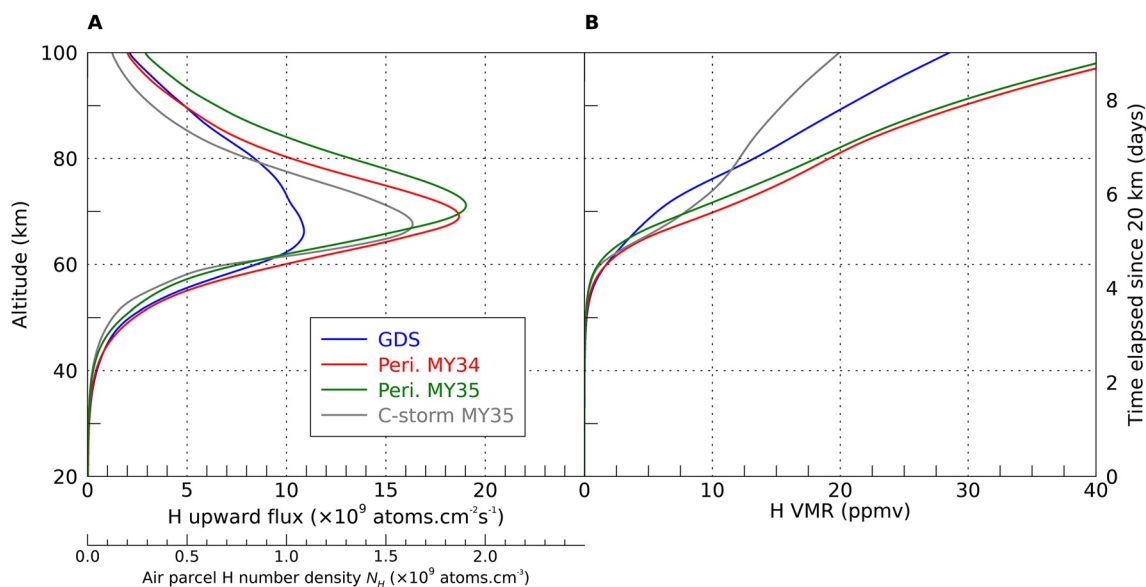 A
B
100
80
60
40
20
Altitude (km)
GDS
Peri. MY34
Peri. MY35
C-storm MY35
0 5 10 15 20
H upward flux (×10⁹ atoms.cm⁻²s⁻¹)
0.0 0.5 1.0 1.5 2.0
Air parcel H number density N_H (×10⁹ atoms.cm⁻³)
0 10 20 30 40
H VMR (ppmv)
8
6
4
2
0
Time elapsed since 20 km (days)